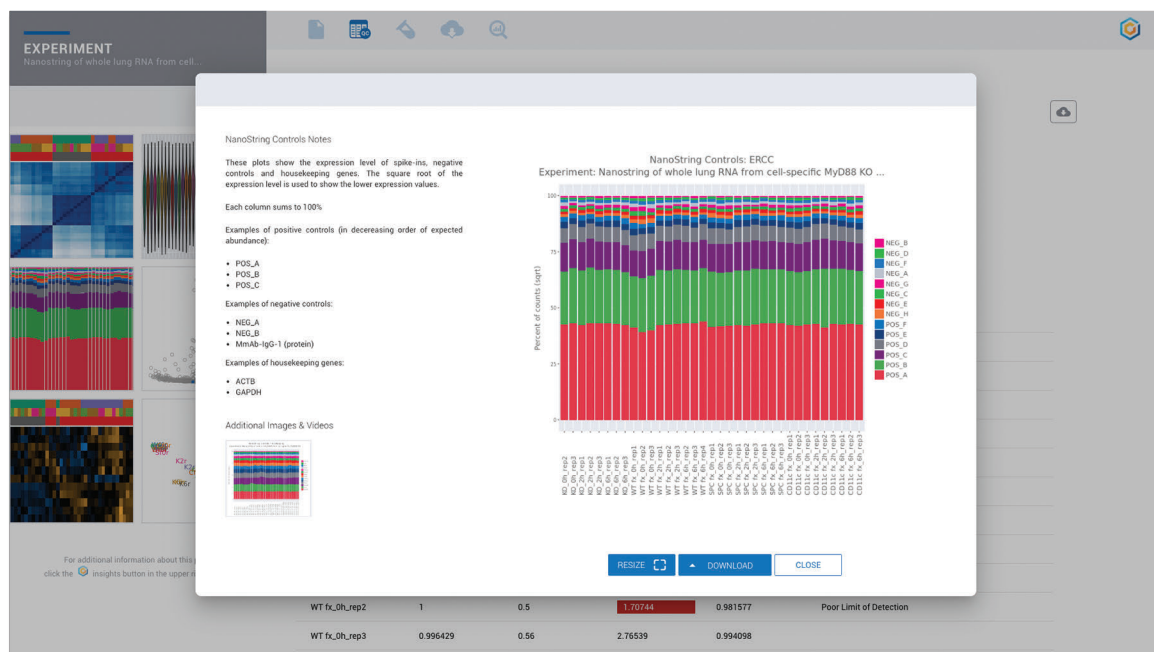 EXPERIMENT
Nanostring of whole lung RNA from cell...
QC
NanoString Controls Notes
These plots show the expression level of spike-ins, negative
controls and housekeeping genes. The square root of the
expression level is used to show the lower expression values.
Each column sums to 100%
Examples of positive controls (in decereasing order of expected
abundance):
• POS_A
• POS_B
• POS_C
Examples of negative controls:
• NEG_A
• NEG_B
• MmAb-IgG-1 (protein)
Examples of housekeeping genes:
• ACTB
• GAPDH
Additional Images & Videos
NanoString Controls: ERCC
Experiment: Nanostring of whole lung RNA from cell-specific MyD88 KO ...
Percent of counts (sqrt)
100
75
50
25
0
NEG_B
NEG_D
NEG_F
NEG_A
NEG_G
NEG_C
NEG_E
NEG_H
POS_F
POS_E
POS_D
POS_C
POS_B
POS_A
KO_0h_rep2
KO_0h_rep3
KO_2h_rep1
KO_2h_rep2
KO_6h_rep1
KO_6h_rep2
KO_6h_rep3
WT fx_0h_rep1
WT fx_0h_rep2
WT fx_0h_rep3
WT fx_2h_rep1
WT fx_2h_rep2
WT fx_2h_rep3
WT fx_6h_rep1
WT fx_6h_rep2
WT fx_6h_rep4
SPC fx_0h_rep1
SPC fx_0h_rep2
SPC fx_0h_rep3
SPC fx_2h_rep1
SPC fx_2h_rep2
SPC fx_2h_rep3
SPC fx_6h_rep1
SPC fx_6h_rep2
SPC fx_6h_rep3
CD11c fx_0h_rep1
CD11c fx_0h_rep2
CD11c fx_0h_rep3
CD11c fx_2h_rep1
CD11c fx_2h_rep2
CD11c fx_2h_rep3
CD11c fx_6h_rep1
CD11c fx_6h_rep2
CD11c fx_6h_rep3
RESIZE
DOWNLOAD
CLOSE
For additional information about this
click the insights button in the upper
WT fx_0h_rep2 1 0.5 1.70744 0.981577 Poor Limit of Detection
WT fx_0h_rep3 0.996429 0.56 2.76539 0.994098